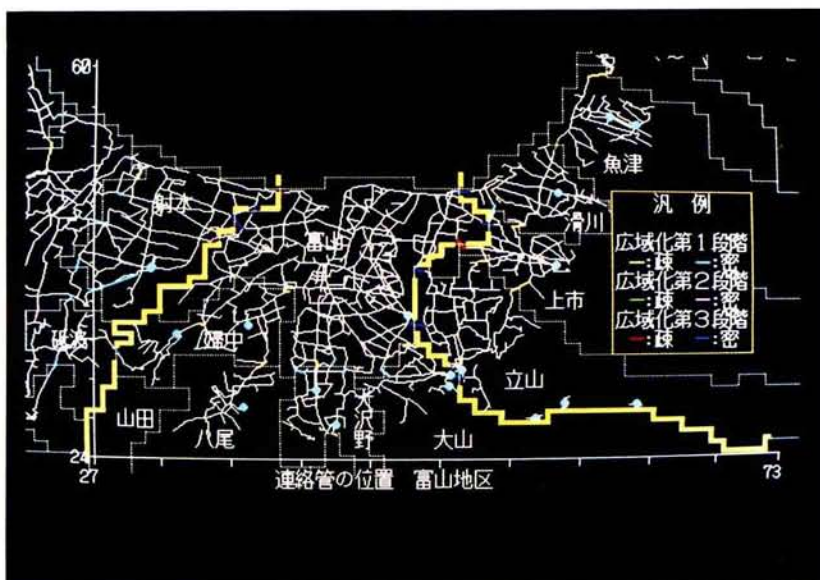 60
魚津
射水
滑川
富山
市
上市
砺波
婦中
立山
山田
八尾
大沢野
大山
24
27
73
連絡管の位置 富山地区
汎 例
広域化第1段階
—:疎 —:密
広域化第2段階
—:疎 —:密
広域化第3段階
—:疎 —:密